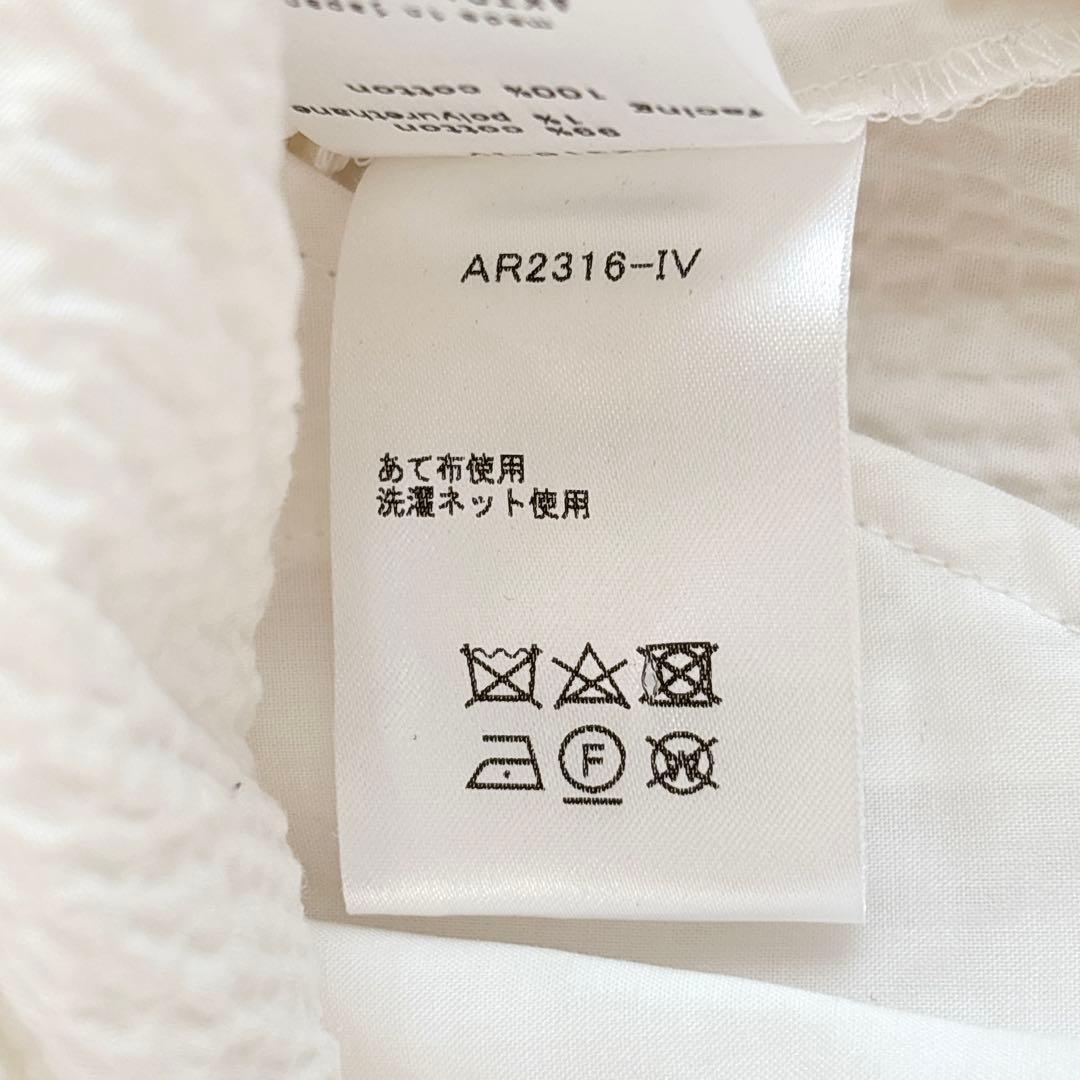 99% cotton
1% polyurethane
facing 100% cotton
made in Japan
AR2316-IV
あて布使用
洗濯ネット使用
F
W